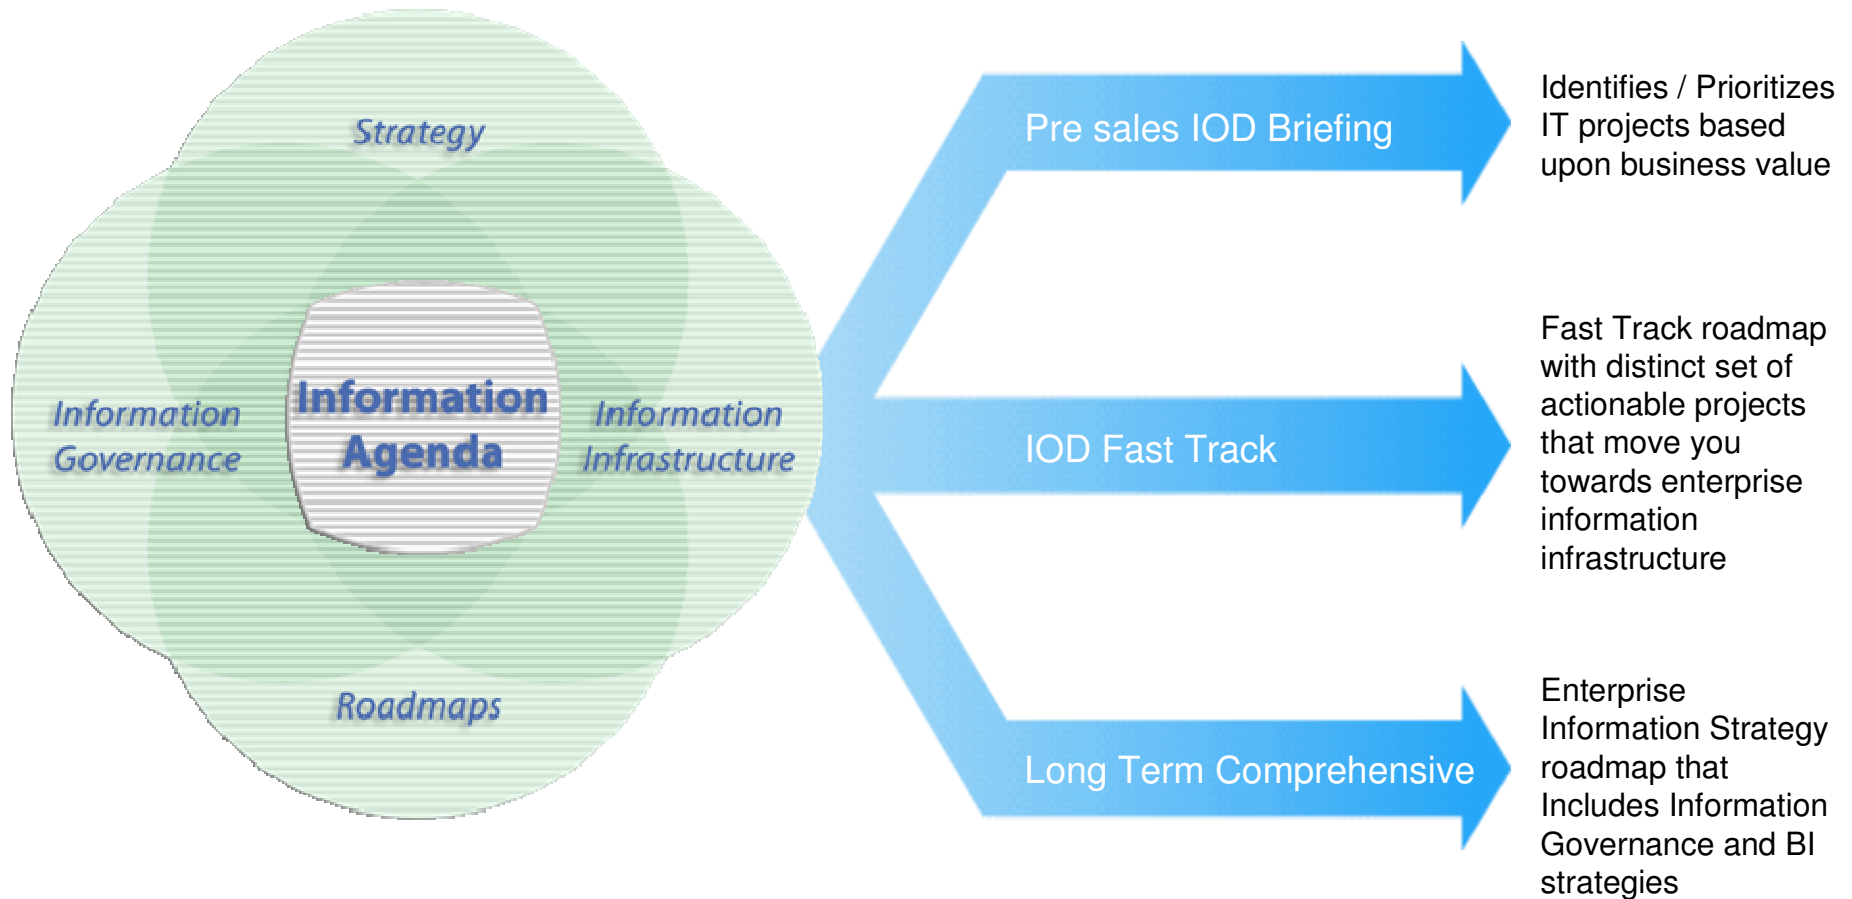 Strategy
Information
Governance
Information
Agenda
Information
Infrastructure
Roadmaps
Pre sales IOD Briefing
Identifies / Prioritizes
IT projects based
upon business value
IOD Fast Track
Fast Track roadmap
with distinct set of
actionable projects
that move you
towards enterprise
information
infrastructure
Long Term Comprehensive
Enterprise
Information Strategy
roadmap that
Includes Information
Governance and BI
strategies